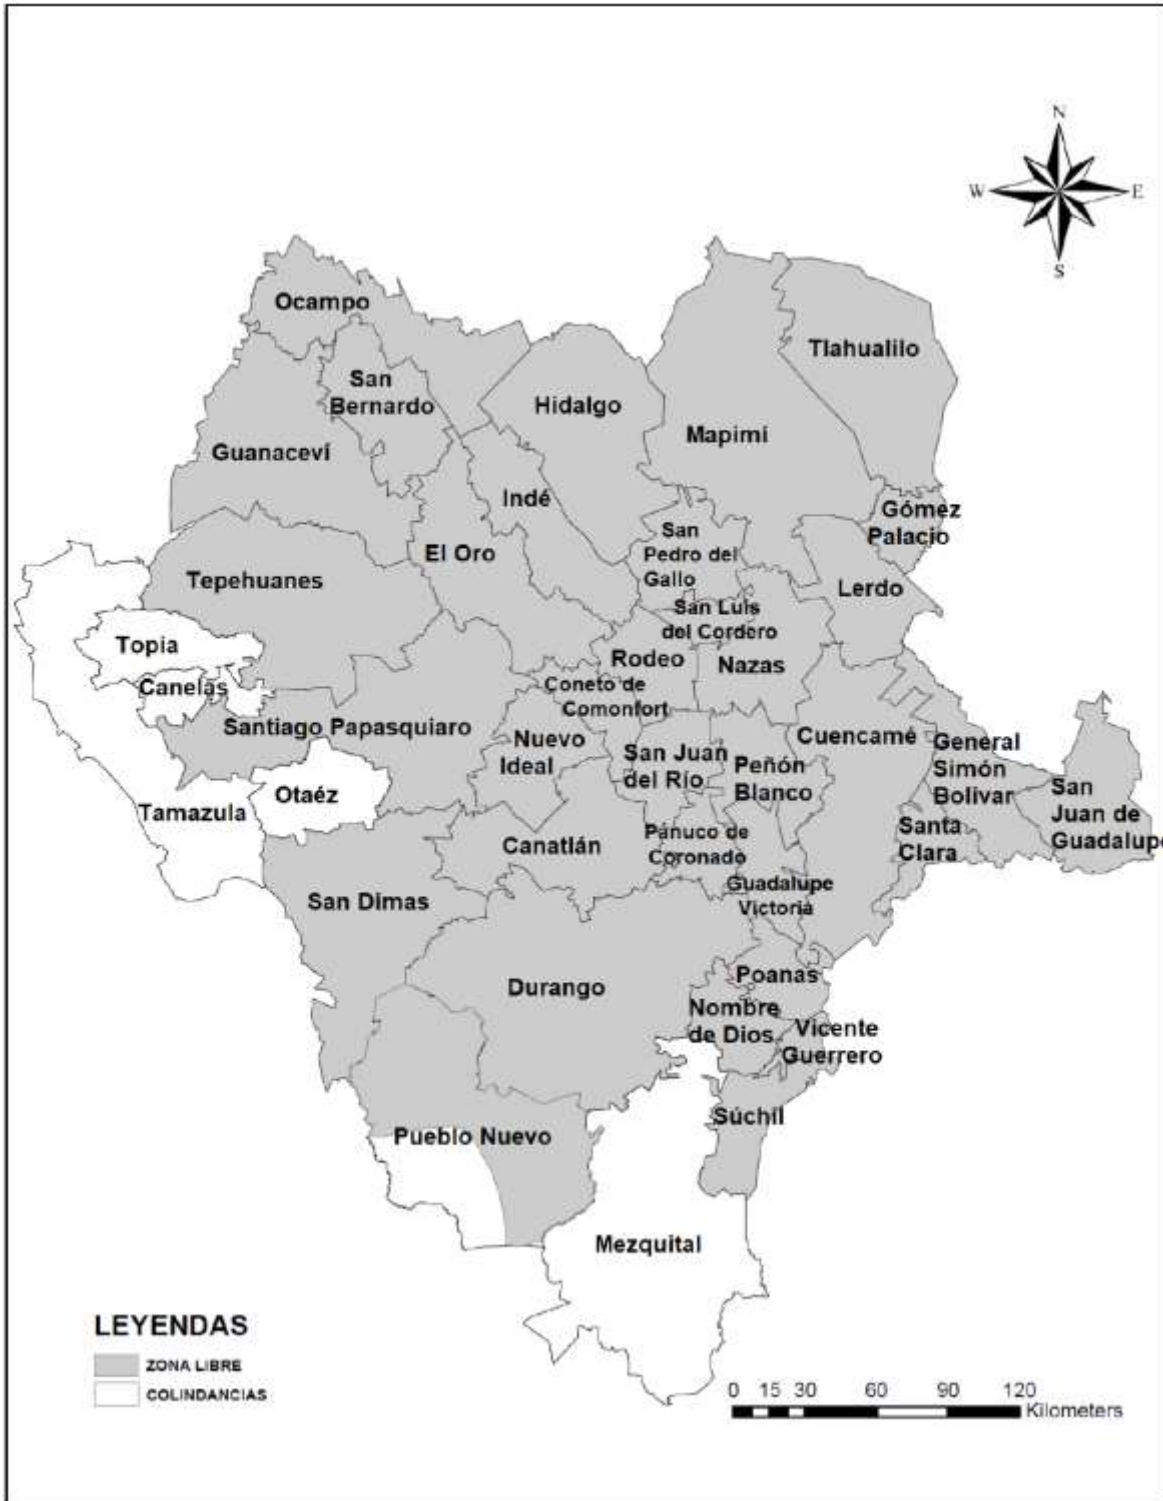 N
W
E
S
Ocampo
Tlahualilo
San
Bernardo
Hidalgo
Mapimi
Guanaceví
Indé
Gómez
Palacio
San
Pedro del
Gallo
El Oro
Tepehuanes
Lerdo
San Luis
del Cordero
Topia
Rodeo
Nazas
Canelas
Coneto de
Comonfort
Santiago Papasquiaro
Nuevo
Ideal
San Juan
del Río
Peñón
Blanco
Cuencamé
General
Simón
Bolivar
San
Juan de
Guadalupe
Otaéz
Tamazula
Santa
Clara
Canatlán
Pánuco de
Coronado
Guadalupe
Victoria
San Dimas
Poanas
Durango
Nombre
de Dios
Vicente
Guerrero
Súchil
Pueblo Nuevo
Mezquital
LEYENDAS
ZONA LIBRE
COLINDANCIAS
0 15 30 60 90 120
Kilometers